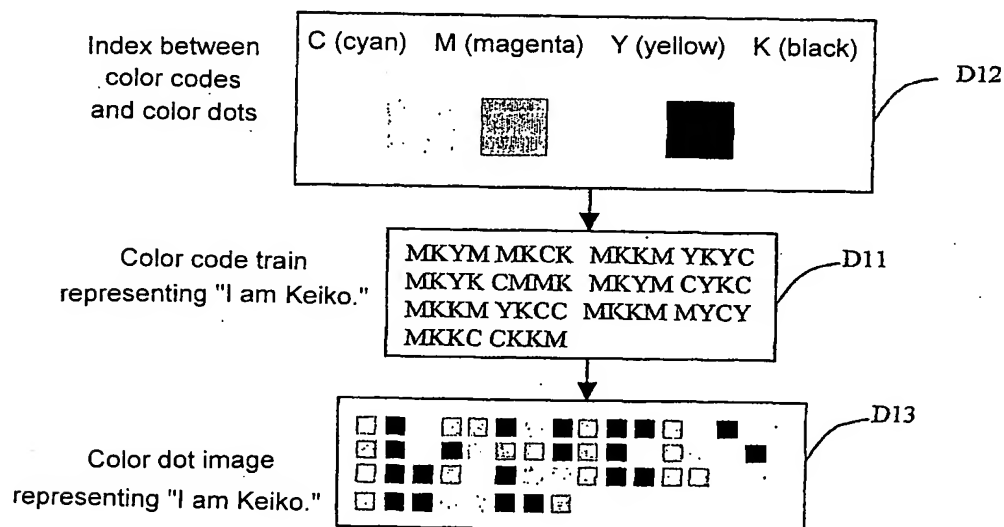 Index between
color codes
and color dots
C (cyan) M (magenta) Y (yellow) K (black)
D12
Color code train
representing "I am Keiko."
MKYM MKCK MKKM YKYC
MKYK CMMK MKYM CYKC
MKKM YKCC MKKM MYCY
MKKC CKKM
D11
Color dot image
representing "I am Keiko."
D13